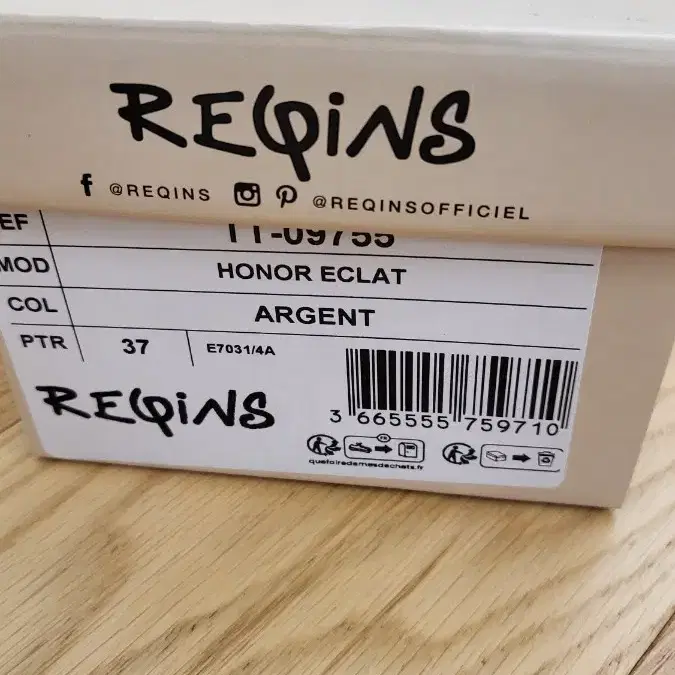 REQINS
@REQINS @REQINSOFFICIEL
EF 11-09755
MOD HONOR ECLAT
COL ARGENT
PTR 37 E7031/4A
REQINS
3 665555 759710
FR
quefairedemesdechets.fr